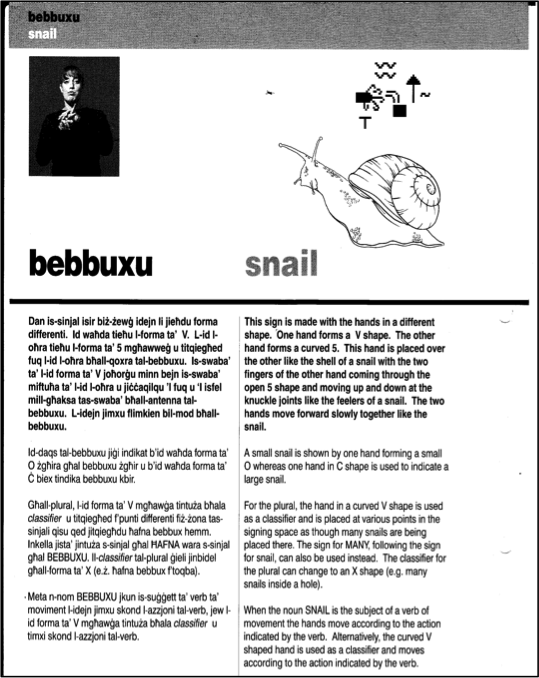 bebbuxu
snail
bebbuxu
snail
Dan is-sinjal isir biż-żewġ idejn li jieħdu forma
differenti. Id waħda tieħu l-forma ta' V. L-id l-
oħra tieħu l-forma ta' 5 mgħawweġ u titqiegħed
fuq l-id l-oħra bħall-qoxra tal-bebbuxu. Is-swaba'
ta' l-id forma ta' V joħorġu minn bejn is-swaba'
miftuħa ta' l-id l-oħra u jiċċaqilqu 'l fuq u 'l isfel
mill-għaksa tas-swaba' bħall-antenna tal-
bebbuxu. L-idejn jimxu flimkien bil-mod bħall-
bebbuxu.
Id-daqs tal-bebbuxu jiġi indikat b'id waħda forma ta'
O żgħira għal bebbuxu żgħir u b'id waħda forma ta'
Ċ biex tindika bebbuxu kbir.
Għall-plural, l-id forma ta' V mgħawġa tintuża bħala
classifier u titqiegħed f'punti differenti fiż-żona tas-
sinjali qisu qed jitqiegħdu ħafna bebbux hemm.
Inkella jista' jintuża s-sinjal għal ĦAFNA wara s-sinjal
għal BEBBUXU. Il-classifier tal-plural ġieli jinbidel
għall-forma ta' X (e.ż. ħafna bebbux f'toqba).
Meta n-nom BEBBUXU jkun is-suġġett ta' verb ta'
moviment l-idejn jimxu skond l-azzjoni tal-verb, jew l-
id forma ta' V mgħawġa tintuża bħala classifier u
timxi skond l-azzjoni tal-verb.
This sign is made with the hands in a different
shape. One hand forms a V shape. The other
hand forms a curved 5. This hand is placed over
the other like the shell of a snail with the two
fingers of the other hand coming through the
open 5 shape and moving up and down at the
knuckle joints like the feelers of a snail. The two
hands move forward slowly together like the
snail.
A small snail is shown by one hand forming a small
O whereas one hand in C shape is used to indicate a
large snail.
For the plural, the hand in a curved V shape is used
as a classifier and is placed at various points in the
signing space as though many snails are being
placed there. The sign for MANY, following the sign
for snail, can also be used instead. The classifier for
the plural can change to an X shape (e.g. many
snails inside a hole).
When the noun SNAIL is the subject of a verb of
movement the hands move according to the action
indicated by the verb. Alternatively, the curved V
shaped hand is used as a classifier and moves
according to the action indicated by the verb.